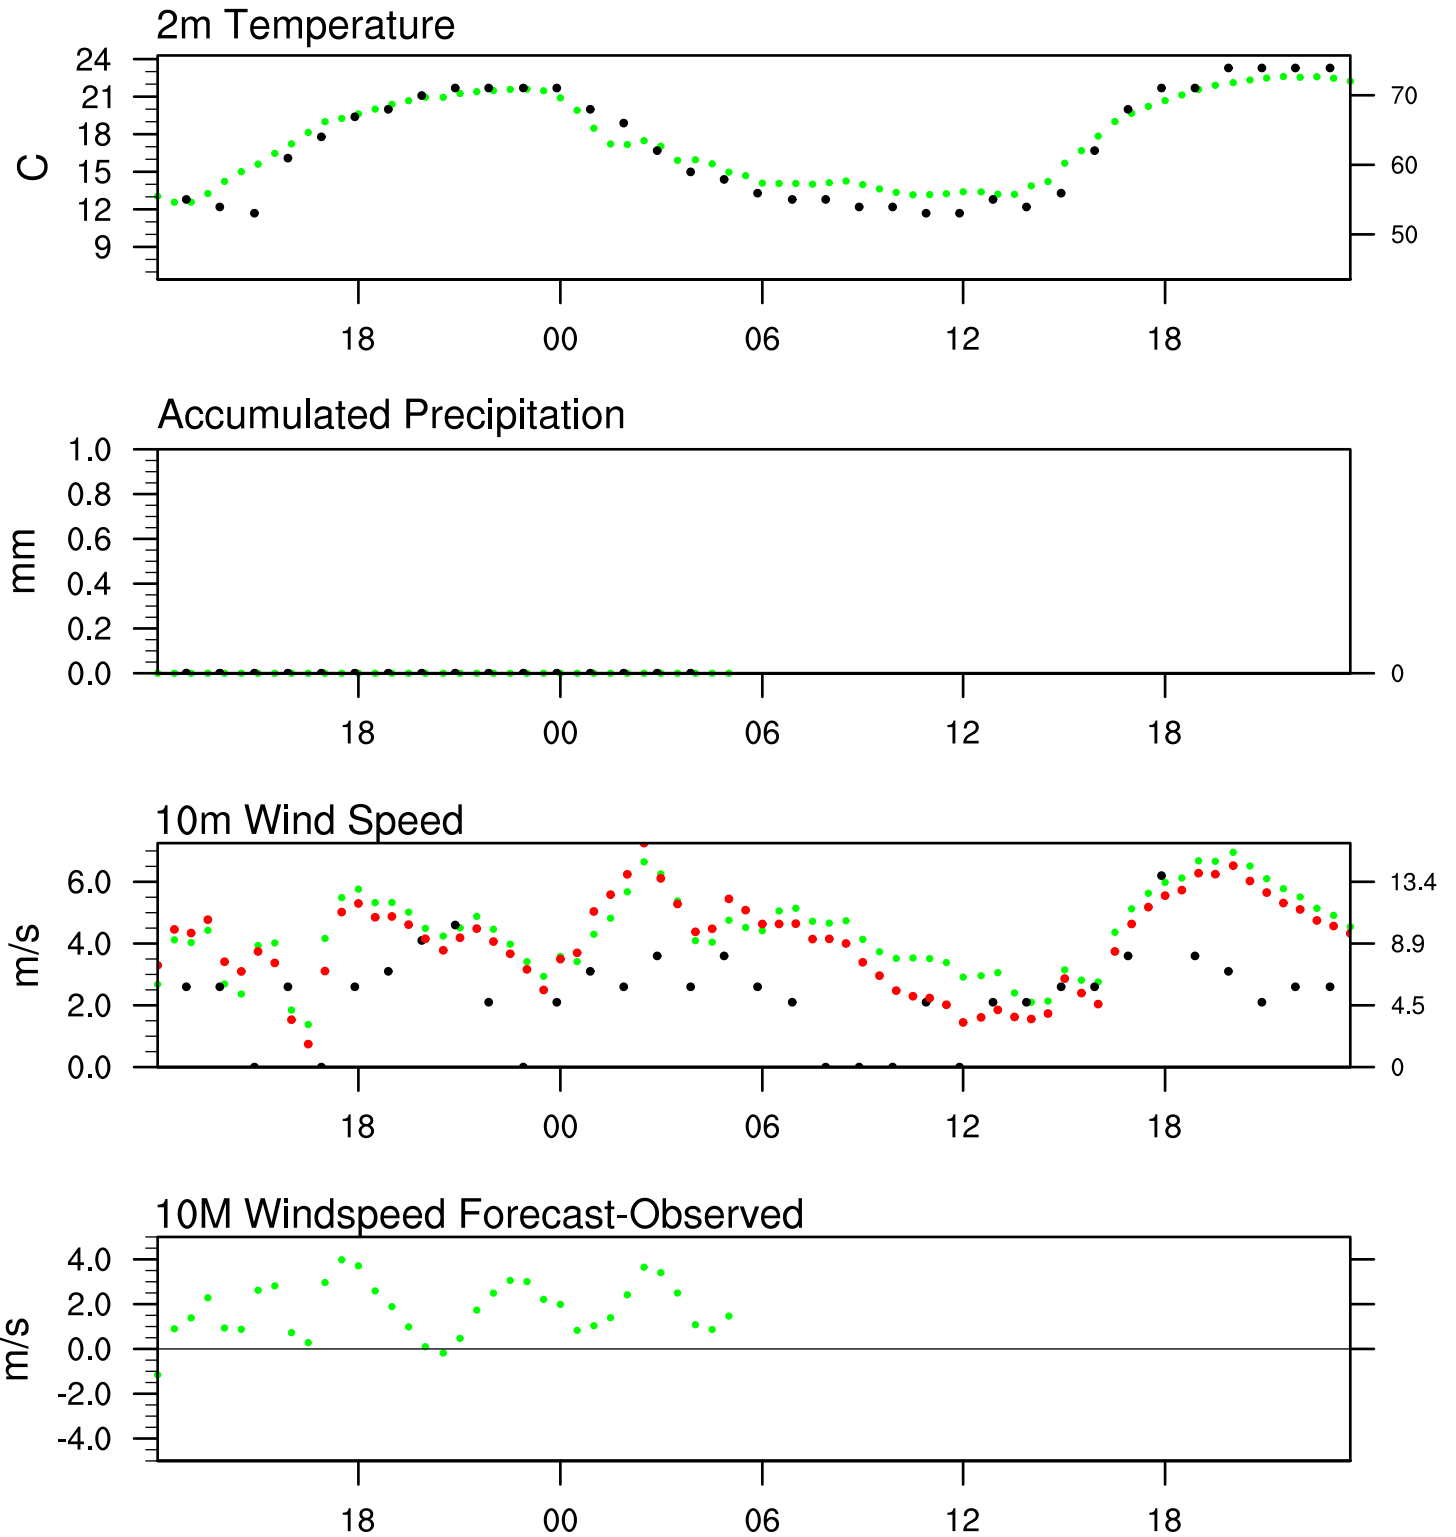 2m Temperature
24
21
18
15
12
9
C
70
60
50
18 00 06 12 18
Accumulated Precipitation
1.0
0.8
0.6
0.4
0.2
0.0
mm
0
18 00 06 12 18
10m Wind Speed
6.0
4.0
2.0
0.0
m/s
13.4
8.9
4.5
0
18 00 06 12 18
10M Windspeed Forecast-Observed
4.0
2.0
0.0
-2.0
-4.0
m/s
18 00 06 12 18